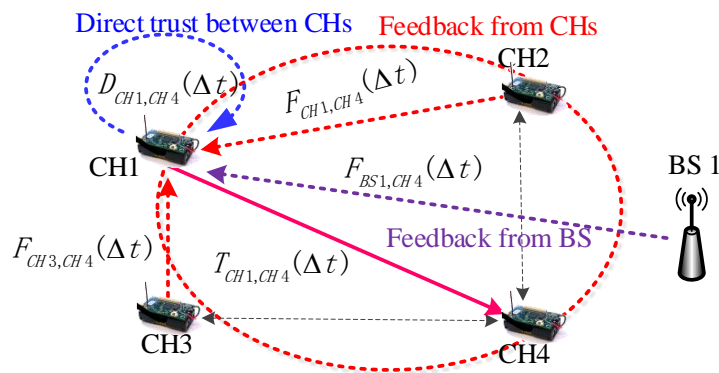 Direct trust between CHs
Feedback from CHs
CH2
D_{CH1,CH4}(Δt)
F_{CH1,CH4}(Δt)
CH1
F_{BS1,CH4}(Δt)
BS 1
Feedback from BS
F_{CH3,CH4}(Δt)
T_{CH1,CH4}(Δt)
CH3
CH4